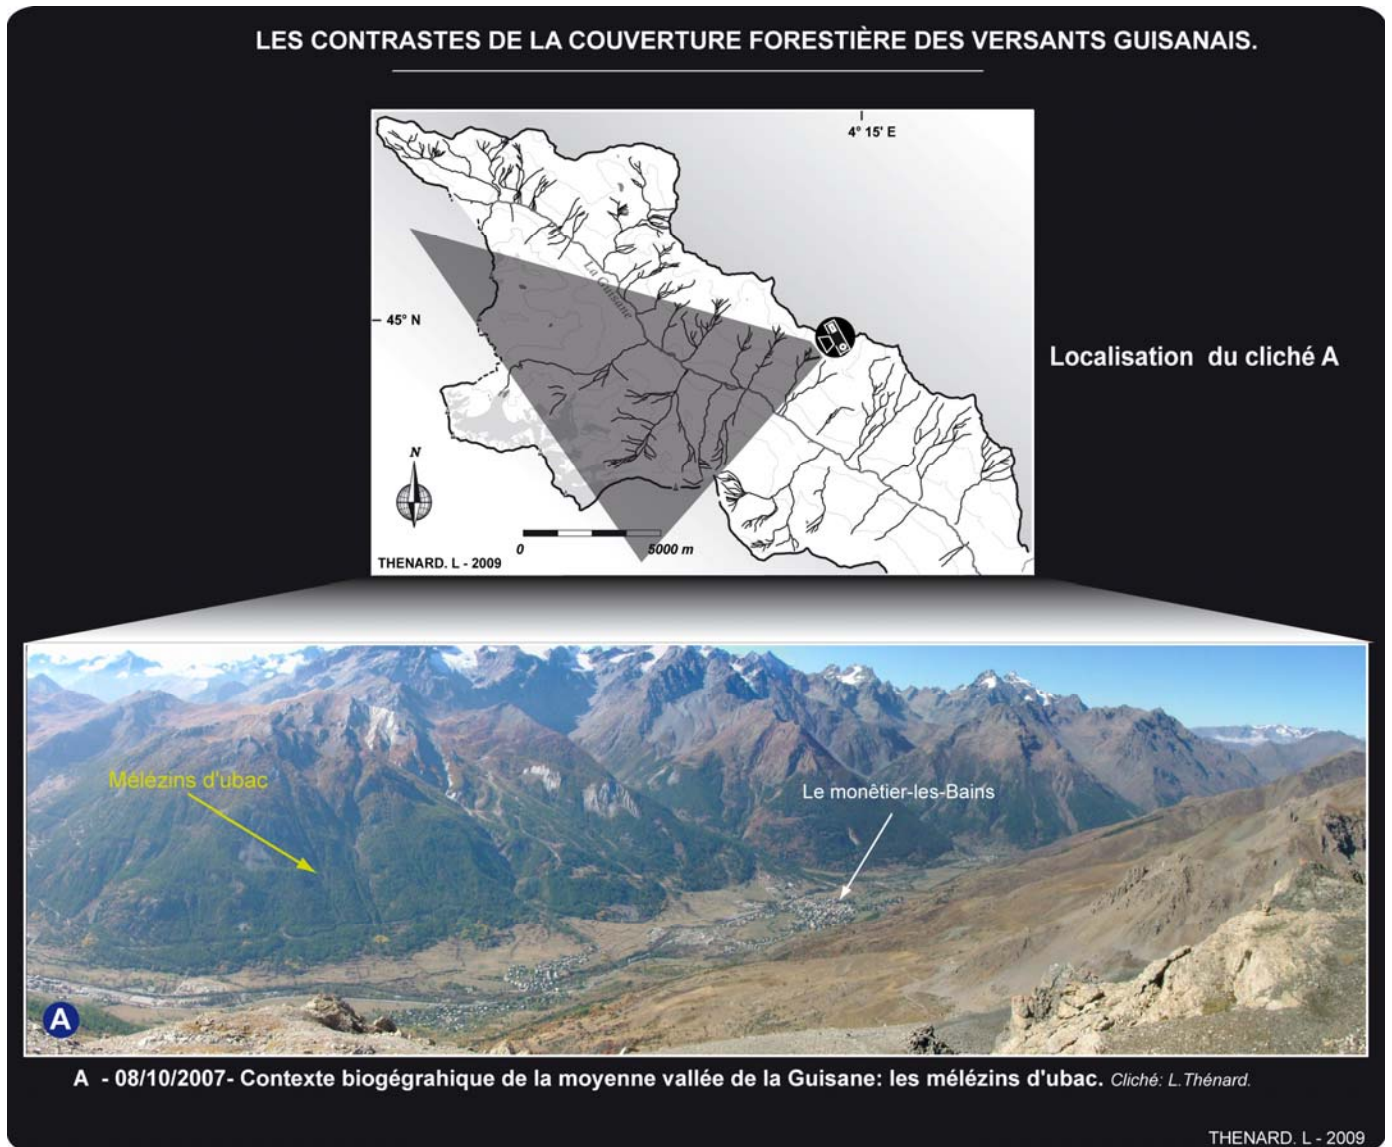 LES CONTRASTES DE LA COUVERTURE FORESTIÈRE DES VERSANTS GUISANAIS.
4° 15' E
La Guisane
45° N
Localisation du cliché A
N
0 5000 m
THENARD. L - 2009
Mélézins d'ubac
Le monêtier-les-Bains
A
A - 08/10/2007- Contexte biogégrahique de la moyenne vallée de la Guisane: les mélézins d'ubac. Cliché: L.Thénard.
THENARD. L - 2009